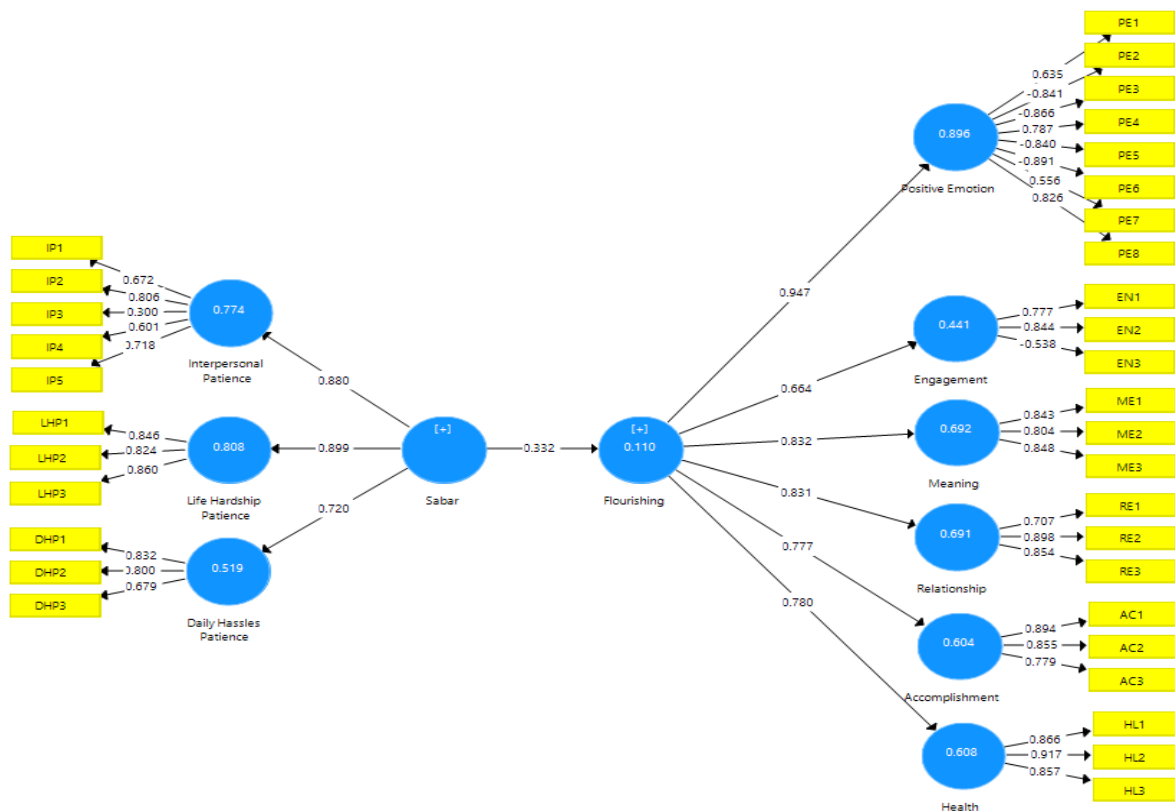 IP1
IP2
IP3
IP4
IP5
0.672
0.806
0.300
0.601
0.718
0.774
Interpersonal
Patience
LHP1
LHP2
LHP3
0.846
0.824
0.860
0.808
Life Hardship
Patience
DHP1
DHP2
DHP3
0.832
0.800
0.679
0.519
Daily Hassles
Patience
0.880
0.899
0.720
[+]
Sabar
0.332
[+]
0.110
Flourishing
0.947
0.664
0.832
0.831
0.777
0.780
0.896
Positive Emotion
0.635
-0.841
-0.866
0.787
-0.840
-0.891
0.556
0.826
PE1
PE2
PE3
PE4
PE5
PE6
PE7
PE8
0.441
Engagement
0.777
0.844
-0.538
EN1
EN2
EN3
0.692
Meaning
0.843
0.804
0.848
ME1
ME2
ME3
0.691
Relationship
0.707
0.898
0.854
RE1
RE2
RE3
0.604
Accomplishment
0.894
0.855
0.779
AC1
AC2
AC3
0.608
Health
0.866
0.917
0.857
HL1
HL2
HL3